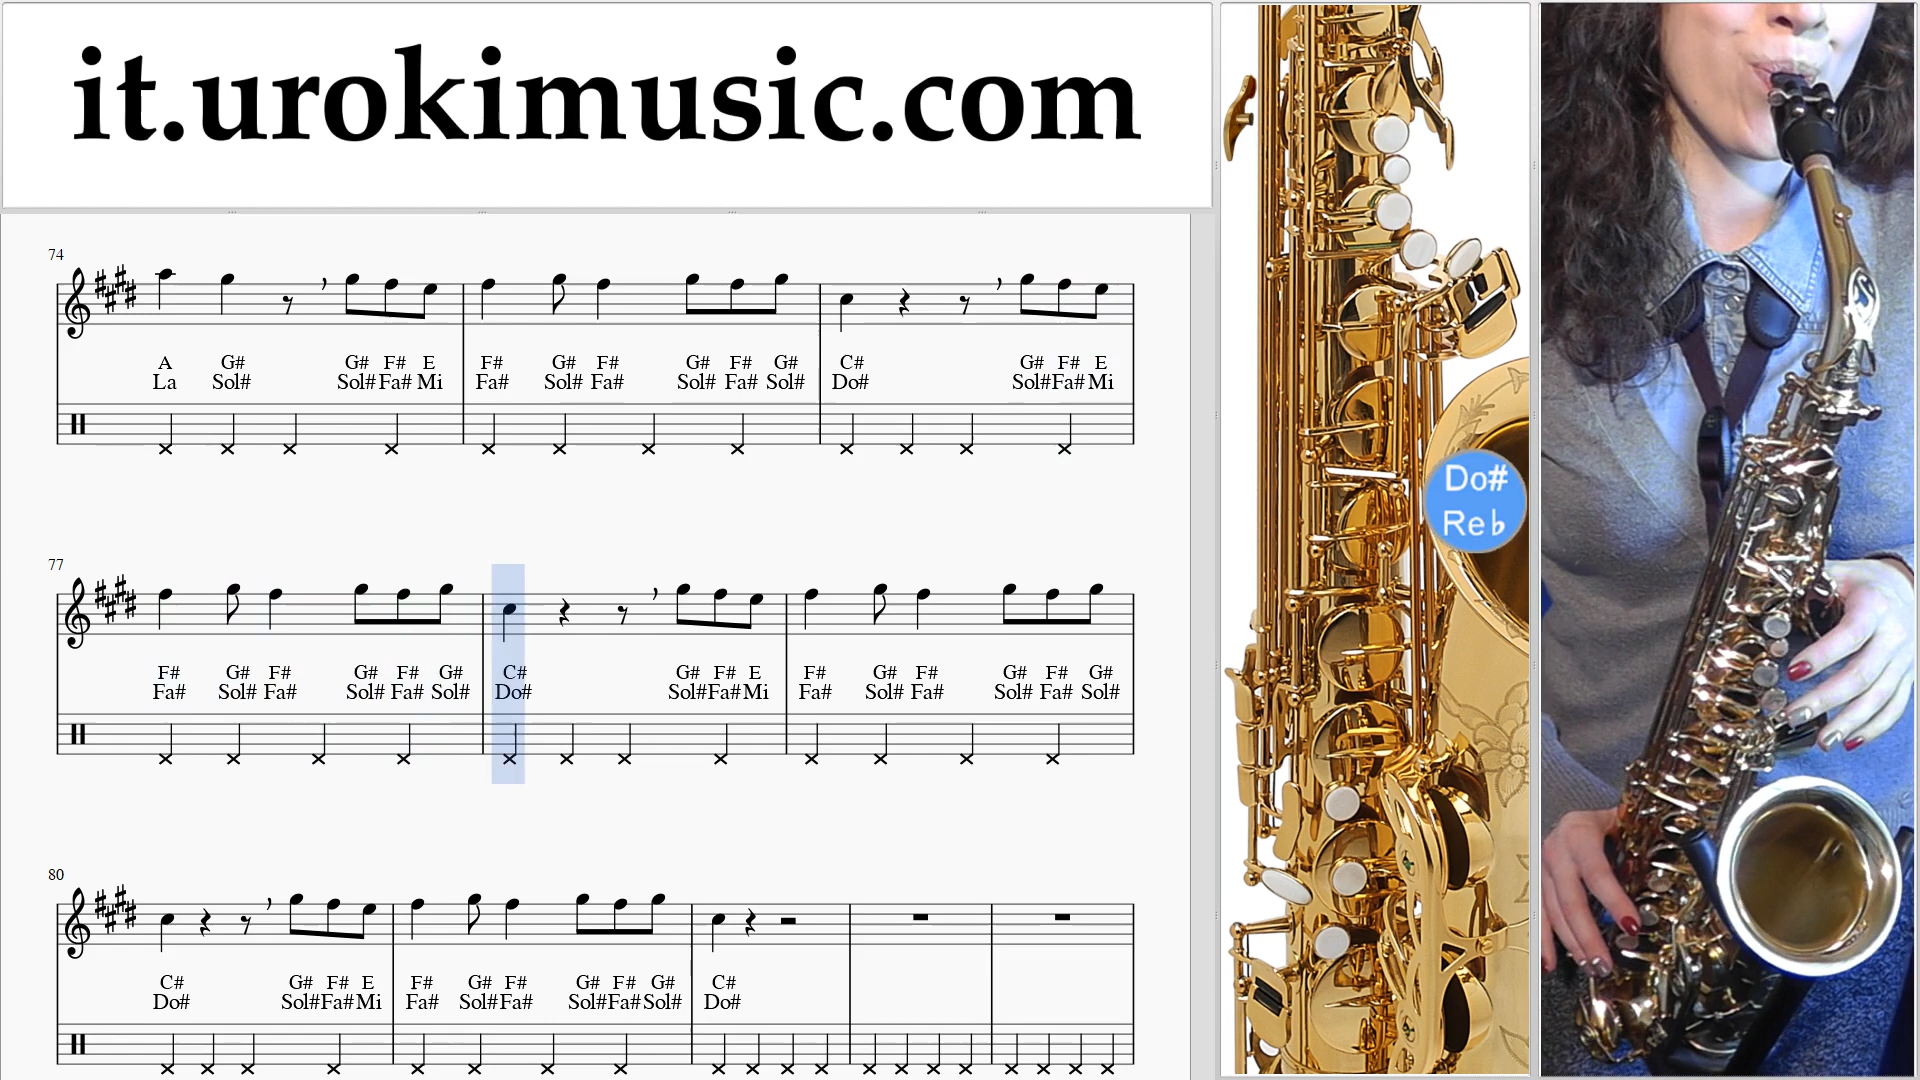 it.urokimusic.com
74
A G# G# F# E F# G# F# G# F# G# C# G# F# E
La Sol# Sol# Fa# Mi Fa# Sol# Fa# Sol# Fa# Sol# Do# Sol# Fa# Mi
Do#
Re♭
77
F# G# F# G# F# G# C# G# F# E F# G# F# G# F# G#
Fa# Sol# Fa# Sol# Fa# Sol# Do# Sol# Fa# Mi Fa# Sol# Fa# Sol# Fa# Sol#
80
C# G# F# E F# G# F# G# F# G# C#
Do# Sol# Fa# Mi Fa# Sol# Fa# Sol# Fa# Sol# Do#